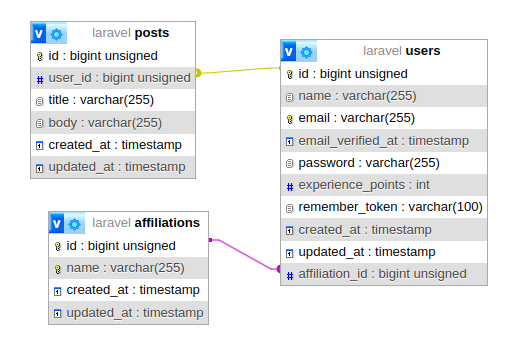 laravel posts
id : bigint unsigned
user_id : bigint unsigned
title : varchar(255)
body : varchar(255)
created_at : timestamp
updated_at : timestamp
laravel users
id : bigint unsigned
name : varchar(255)
email : varchar(255)
email_verified_at : timestamp
password : varchar(255)
experience_points : int
remember_token : varchar(100)
created_at : timestamp
updated_at : timestamp
affiliation_id : bigint unsigned
laravel affiliations
id : bigint unsigned
name : varchar(255)
created_at : timestamp
updated_at : timestamp